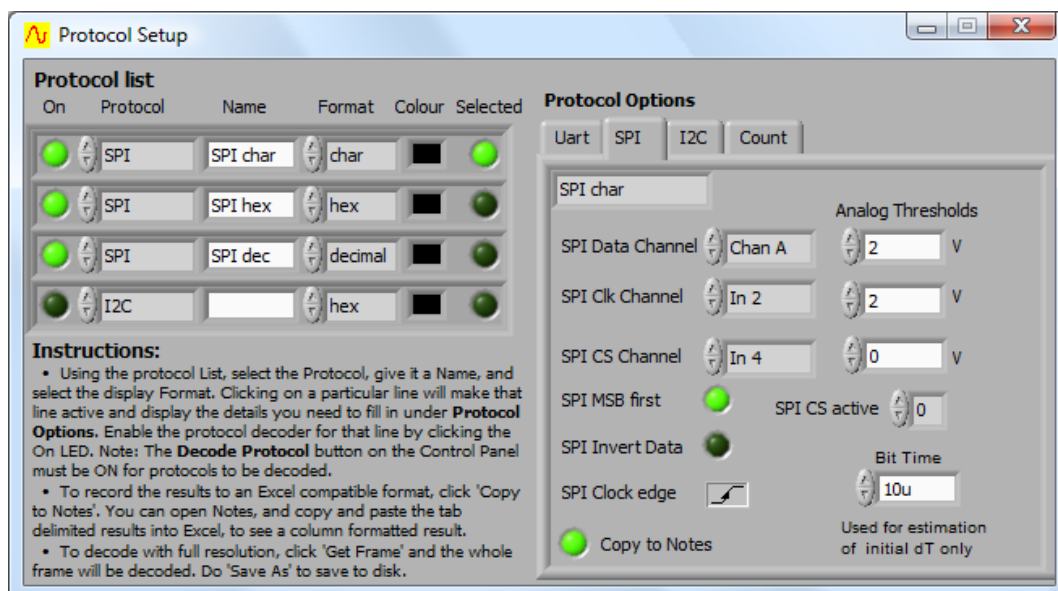 Protocol Setup
Protocol list
On Protocol Name Format Colour Selected
SPI SPI char char
SPI SPI hex hex
SPI SPI dec decimal
I2C hex
Instructions:
• Using the protocol List, select the Protocol, give it a Name, and
select the display Format. Clicking on a particular line will make that
line active and display the details you need to fill in under Protocol
Options. Enable the protocol decoder for that line by clicking the
On LED. Note: The Decode Protocol button on the Control Panel
must be ON for protocols to be decoded.
• To record the results to an Excel compatible format, click 'Copy
to Notes'. You can open Notes, and copy and paste the tab
delimited results into Excel, to see a column formatted result.
• To decode with full resolution, click 'Get Frame' and the whole
frame will be decoded. Do 'Save As' to save to disk.
Protocol Options
Uart SPI I2C Count
SPI char
Analog Thresholds
SPI Data Channel Chan A 2 V
SPI Clk Channel In 2 2 V
SPI CS Channel In 4 0 V
SPI MSB first SPI CS active 0
SPI Invert Data
Bit Time
SPI Clock edge 10u
Copy to Notes
Used for estimation
of initial dT only